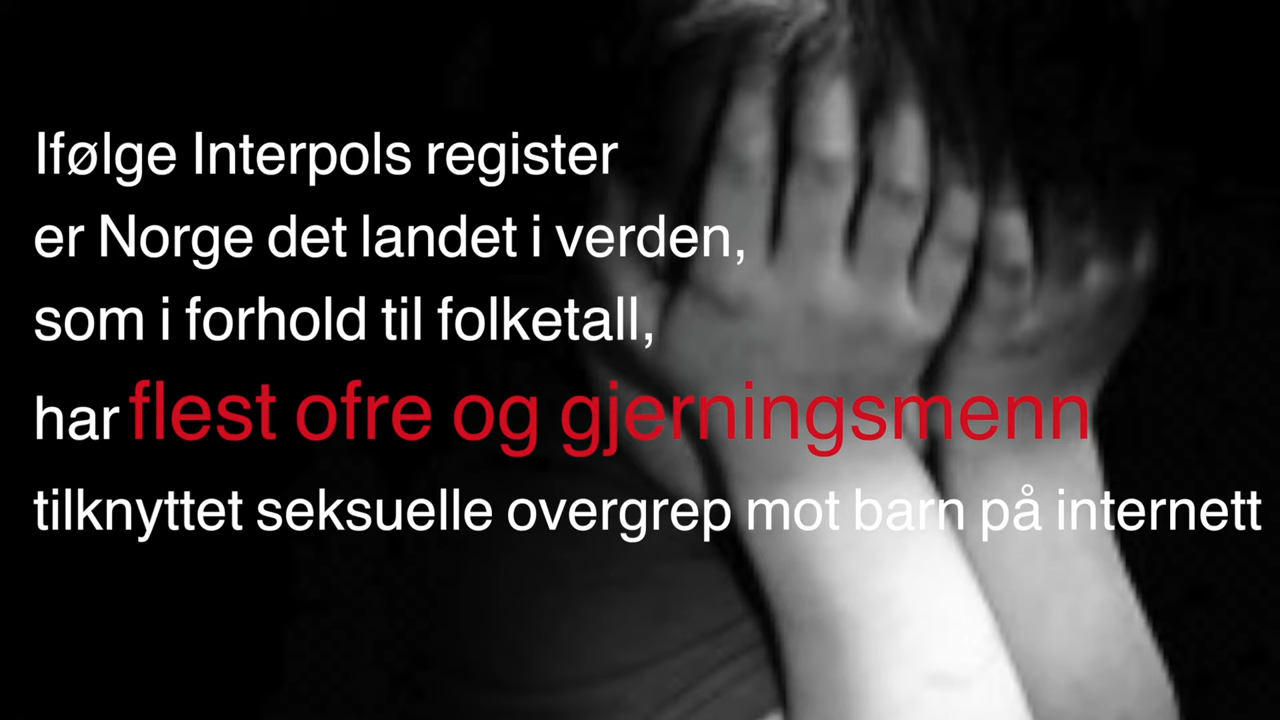 Ifølge Interpols register
er Norge det landet i verden,
som i forhold til folketall,
har flest ofre og gjerningsmenn
tilknyttet seksuelle overgrep mot barn på internett